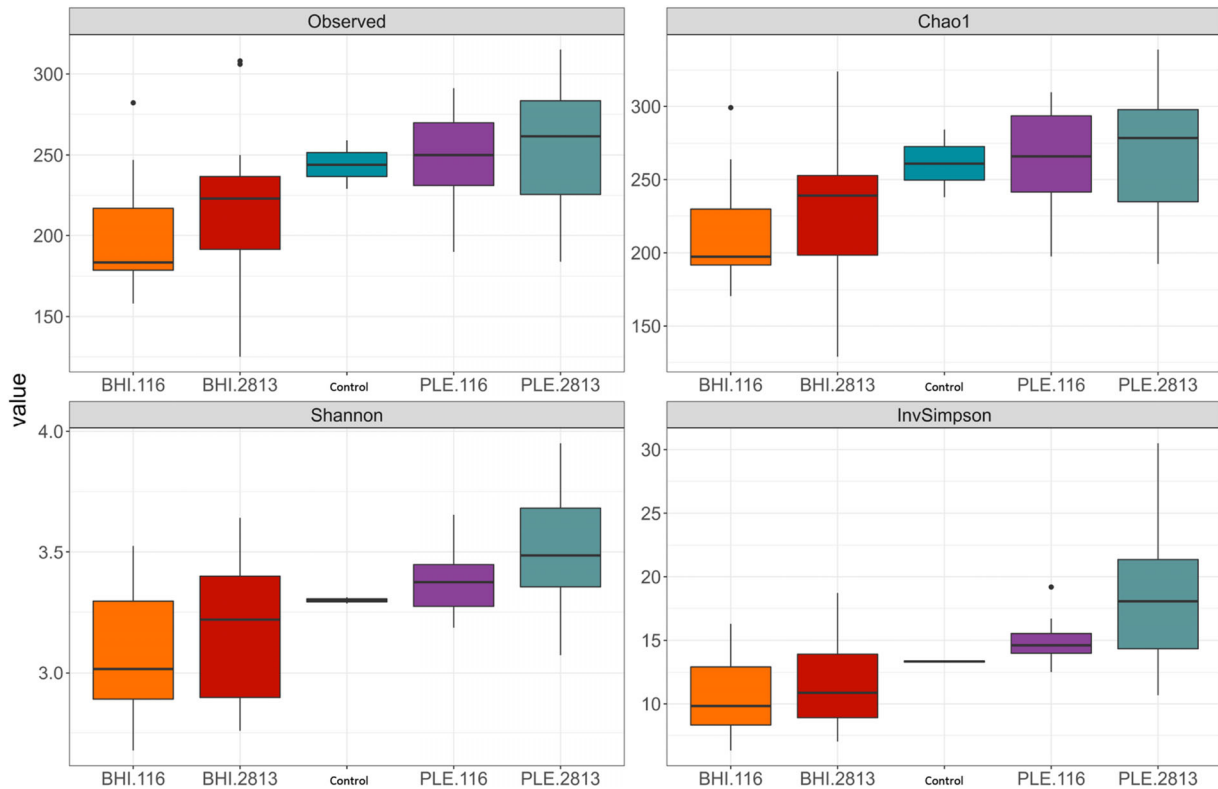 Observed
Chao1
300
250
200
150
300
250
200
150
BHI.116 BHI.2813 Control PLE.116 PLE.2813
BHI.116 BHI.2813 Control PLE.116 PLE.2813
value
Shannon
InvSimpson
4.0
3.5
3.0
30
25
20
15
10
BHI.116 BHI.2813 Control PLE.116 PLE.2813
BHI.116 BHI.2813 Control PLE.116 PLE.2813